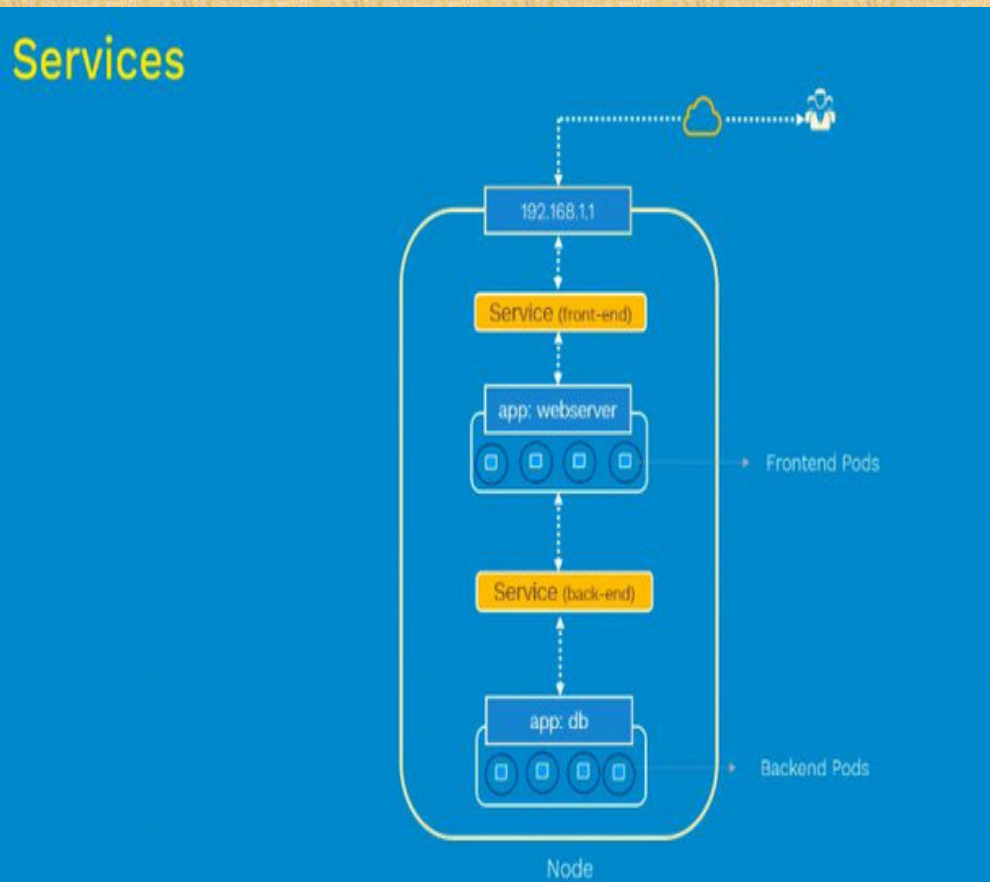 Services
192.168.1.1
Service (front-end)
app: webserver
Frontend Pods
Service (back-end)
app: db
Backend Pods
Node